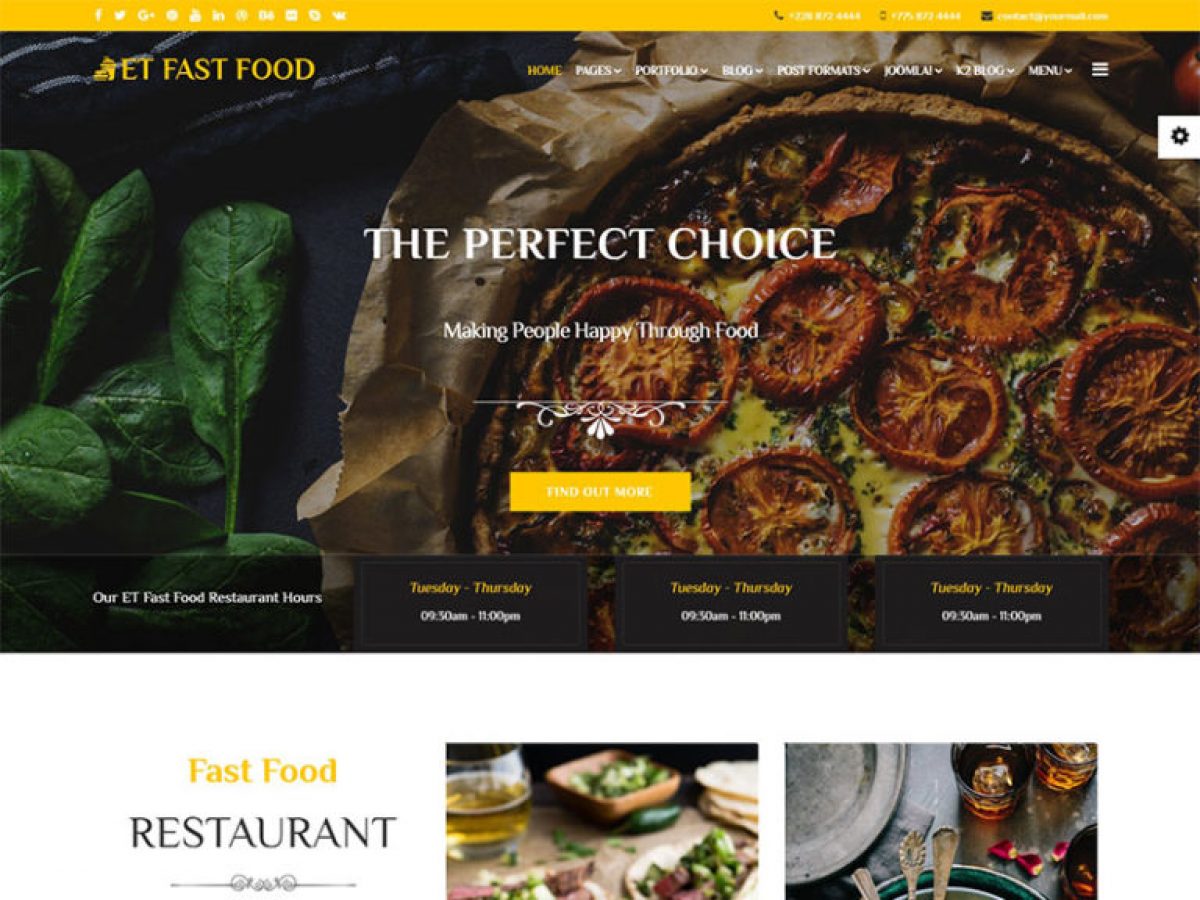 +228 872 4444 +775 872 4444 contact@yourmail.com
ET FAST FOOD
HOME PAGES PORTFOLIO BLOG POST FORMATS JOOMLA! K2 BLOG MENU
THE PERFECT CHOICE
Making People Happy Through Food
FIND OUT MORE
Our ET Fast Food Restaurant Hours
Tuesday - Thursday
09:30am - 11:00pm
Tuesday - Thursday
09:30am - 11:00pm
Tuesday - Thursday
09:30am - 11:00pm
Fast Food
RESTAURANT